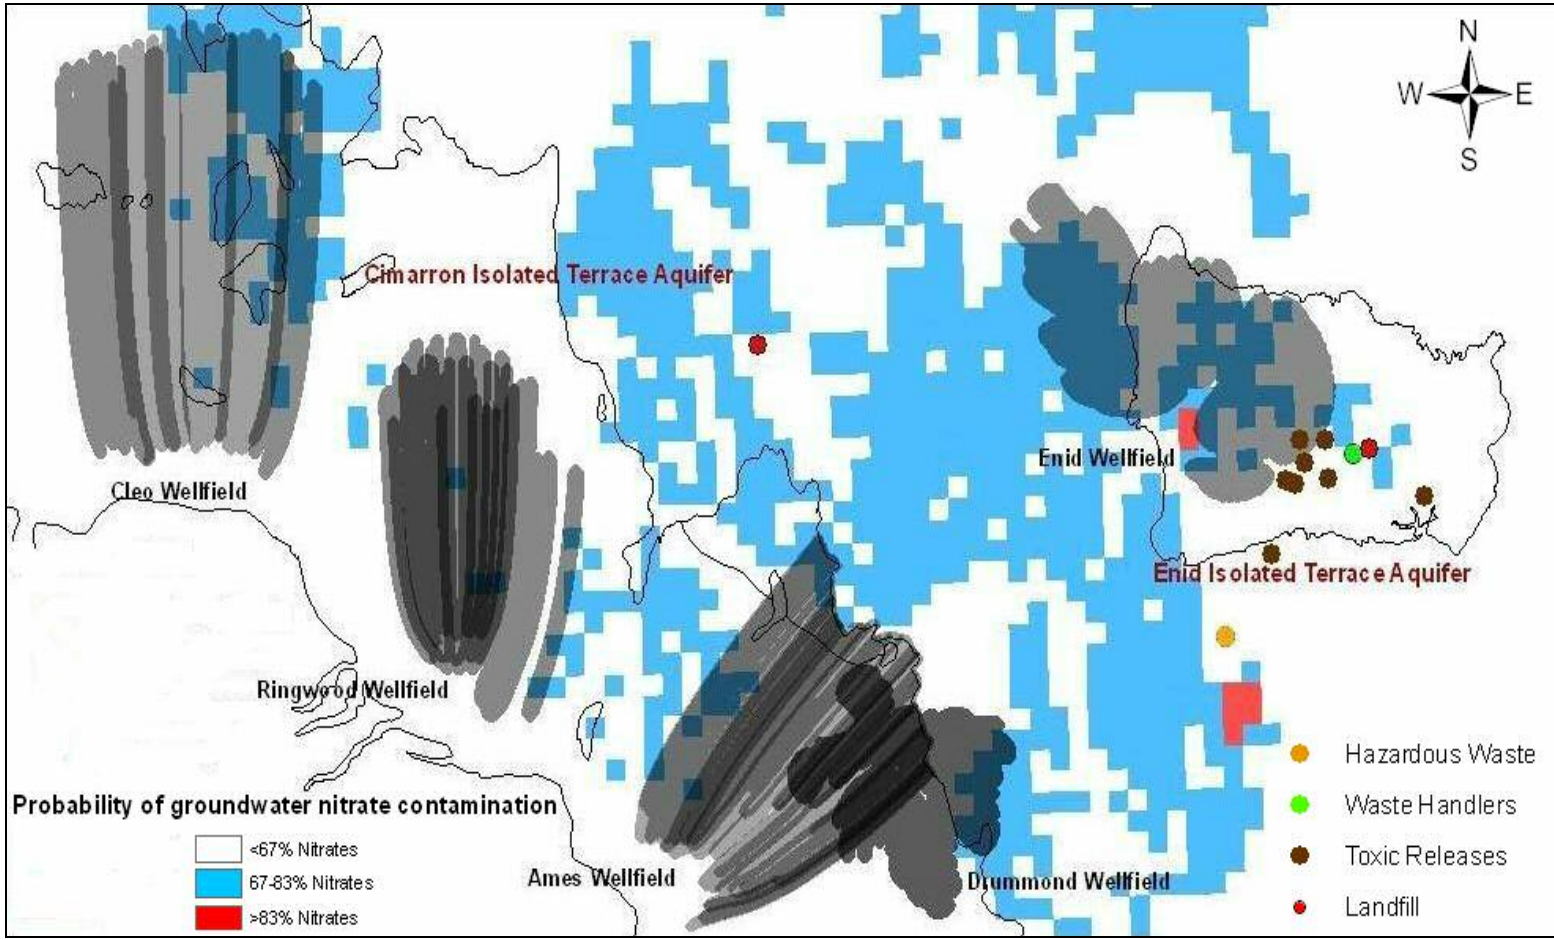 N
W E
S
Cimarron Isolated Terrace Aquifer
Enid Wellfield
Cleo Wellfield
Enid Isolated Terrace Aquifer
Ringwood Wellfield
Hazardous Waste
Probability of groundwater nitrate contamination
Waste Handlers
<67% Nitrates
Toxic Releases
67-83% Nitrates
Ames Wellfield
Drummond Wellfield
Landfill
>83% Nitrates